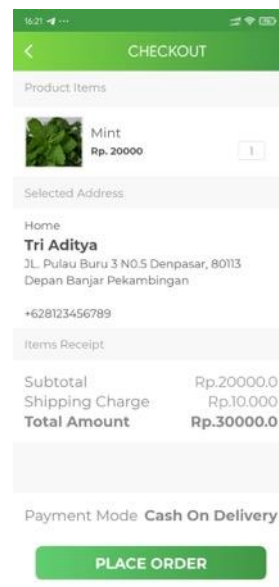 16:21
CHECKOUT
Product Items
Mint
Rp. 20000
1
Selected Address
Home
Tri Aditya
JL. Pulau Buru 3 N0.5 Denpasar, 80113
Depan Banjar Pekambingan
+628123456789
Items Receipt
Subtotal Rp.20000.0
Shipping Charge Rp.10.000
Total Amount Rp.30000.0
Payment Mode Cash On Delivery
PLACE ORDER